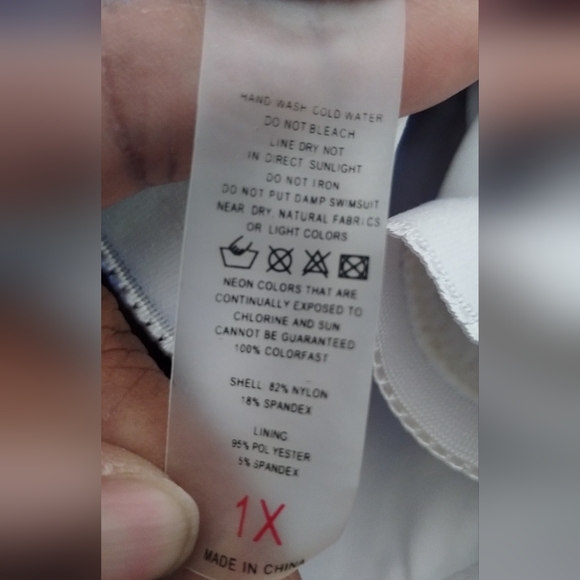 HAND WASH COLD WATER
DO NOT BLEACH
LINE DRY NOT
IN DIRECT SUNLIGHT
DO NOT IRON
DO NOT PUT DAMP SWIMSUIT
NEAR DRY, NATURAL FABRICS
OR LIGHT COLORS
NEON COLORS THAT ARE
CONTINUALLY EXPOSED TO
CHLORINE AND SUN
CANNOT BE GUARANTEED
100% COLORFAST
SHELL: 82% NYLON
18% SPANDEX
LINING
95% POLYESTER
5% SPANDEX
1X
MADE IN CHINA